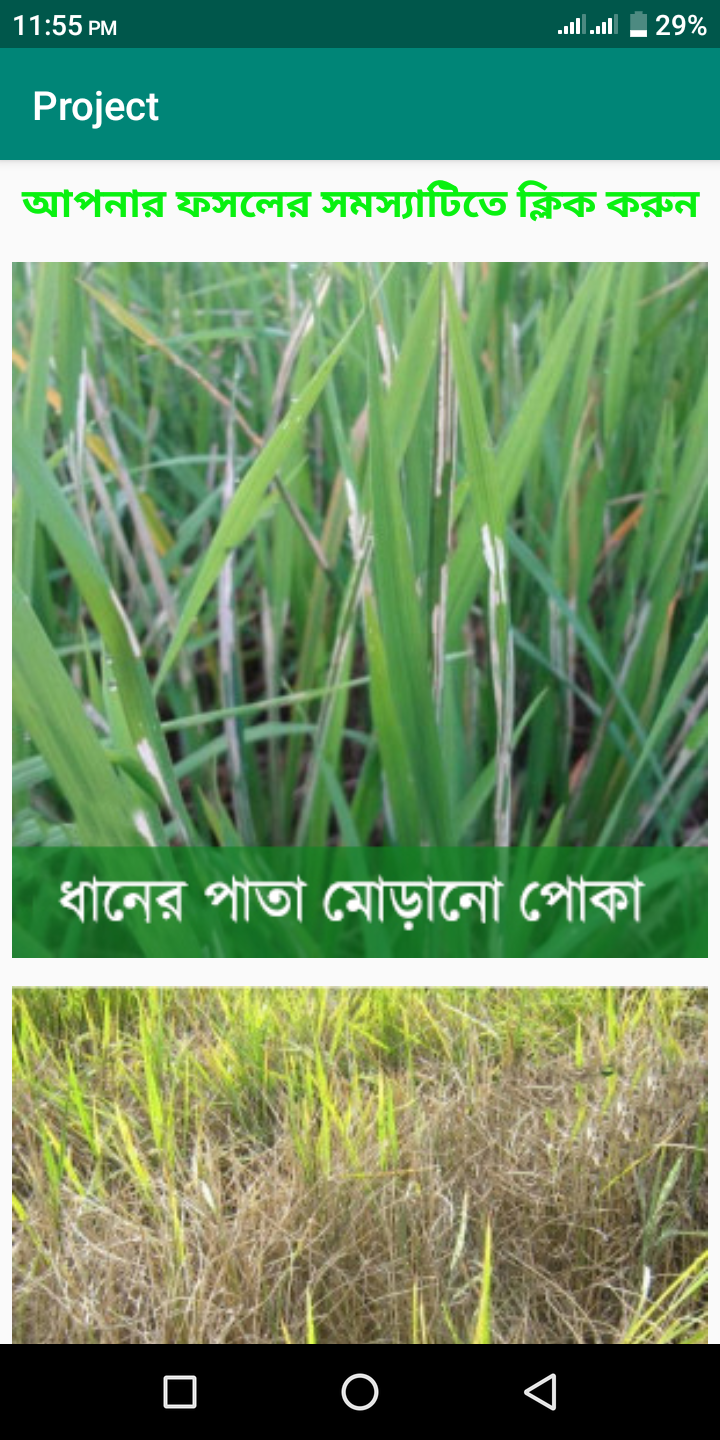 11:55 PM 29%
Project
আপনার ফসলের সমস্যাটিতে ক্লিক করুন
ধানের পাতা মোড়ানো পোকা